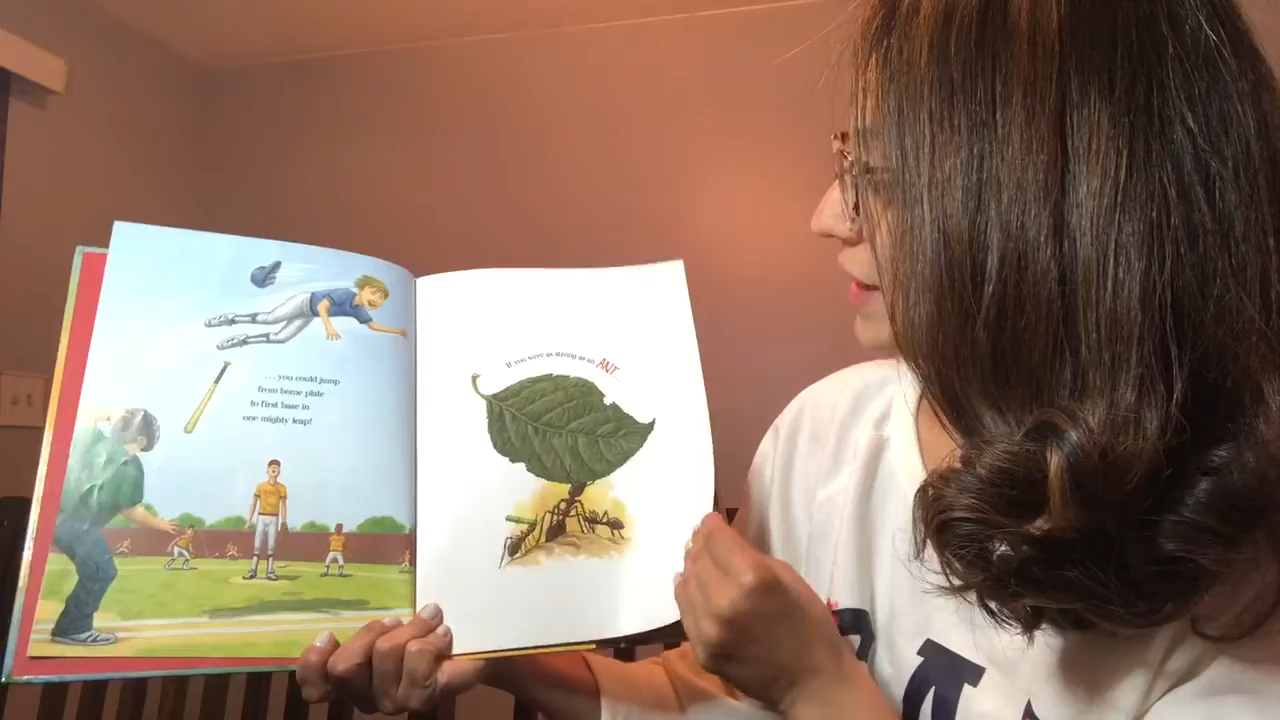 ...you could jump
from home plate
to first base in
one mighty leap!
If you were as strong as an ANT...